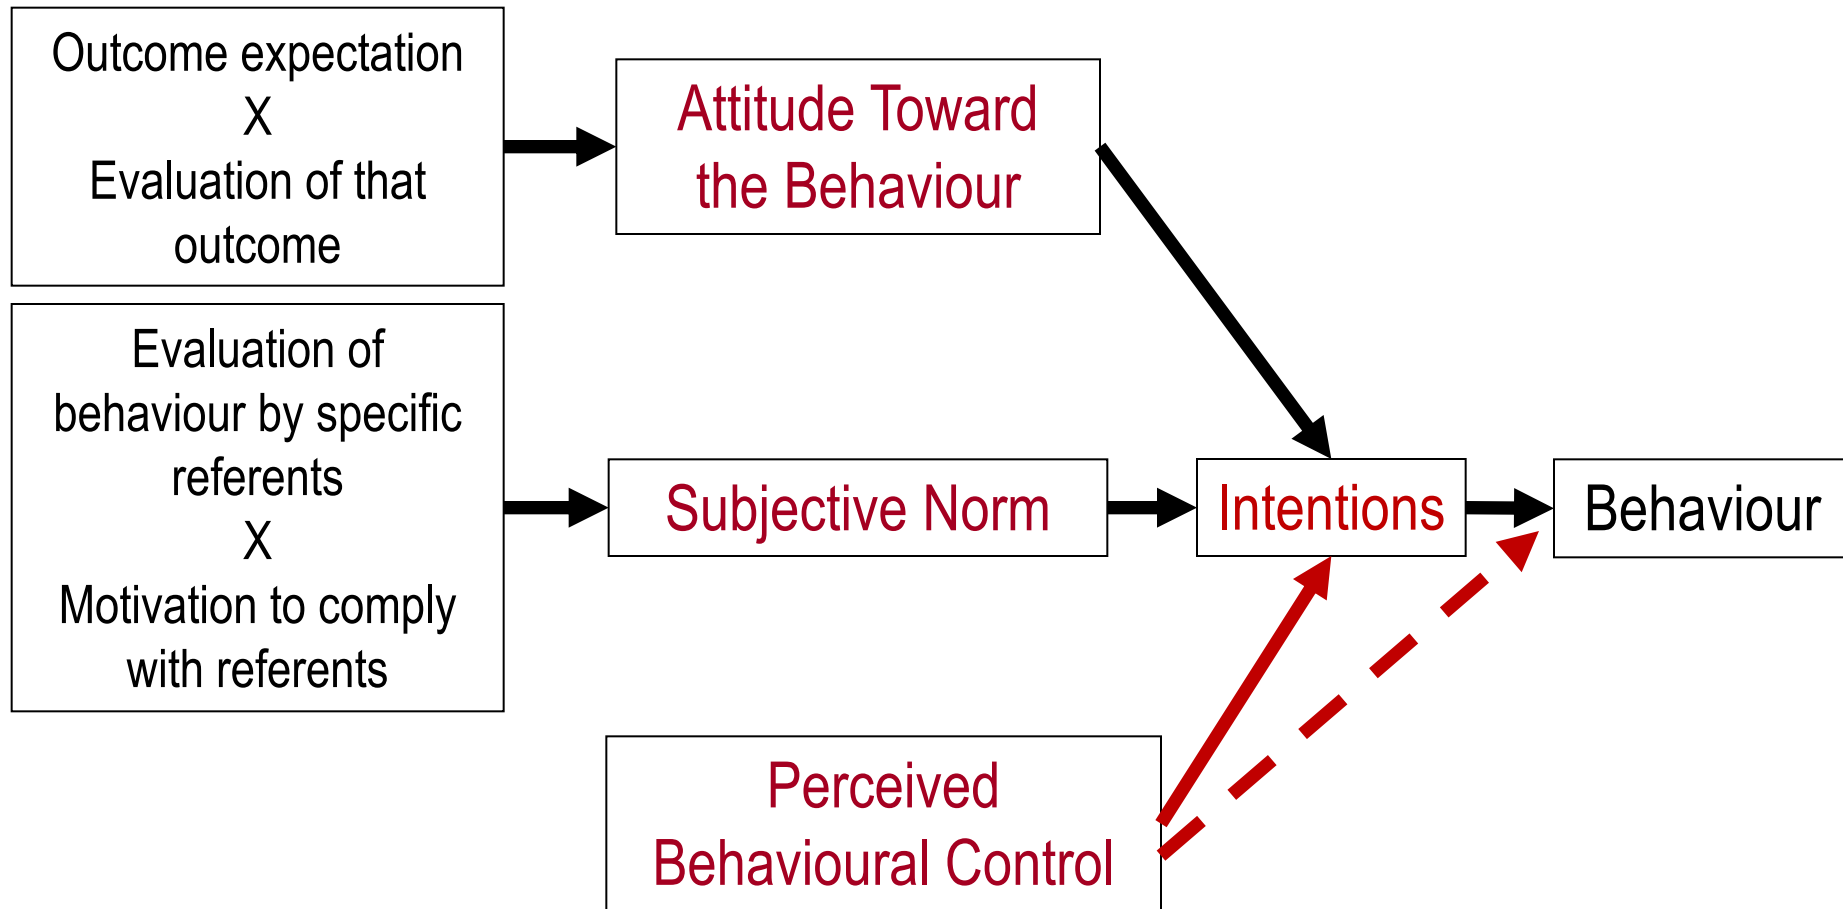 Outcome expectation
X
Evaluation of that
outcome
Attitude Toward
the Behaviour
Evaluation of
behaviour by specific
referents
X
Motivation to comply
with referents
Subjective Norm
Intentions
Behaviour
Perceived
Behavioural Control